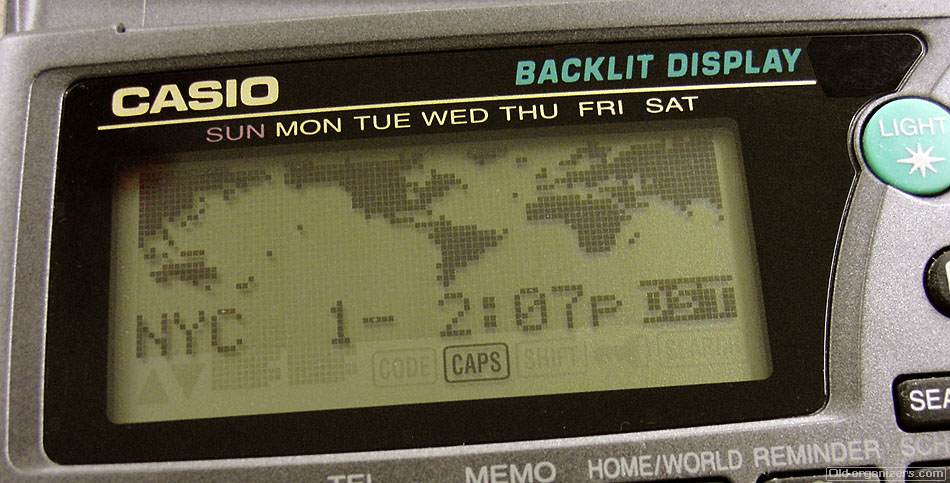 BACKLIT DISPLAY
CASIO
SUN MON TUE WED THU FRI SAT
LIGHT
NYC 1- 2:07P
CODE CAPS SHIFT
TEL MEMO HOME/WORLD REMINDER
Old-organizers.com